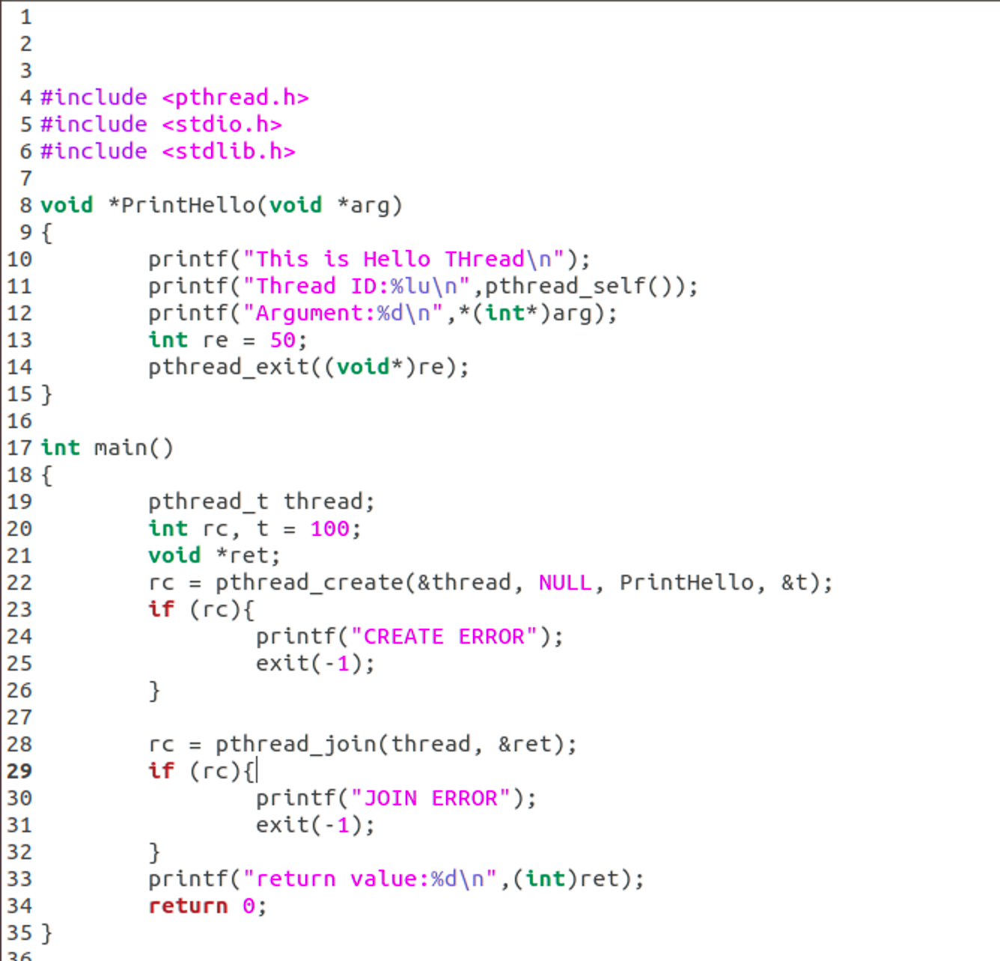 1
2
3
4 #include <pthread.h>
5 #include <stdio.h>
6 #include <stdlib.h>
7
8 void *PrintHello(void *arg)
9 {
10         printf("This is Hello THread\n");
11         printf("Thread ID:%lu\n",pthread_self());
12         printf("Argument:%d\n",*(int*)arg);
13         int re = 50;
14         pthread_exit((void*)re);
15 }
16
17 int main()
18 {
19         pthread_t thread;
20         int rc, t = 100;
21         void *ret;
22         rc = pthread_create(&thread, NULL, PrintHello, &t);
23         if (rc){
24                 printf("CREATE ERROR");
25                 exit(-1);
26         }
27
28         rc = pthread_join(thread, &ret);
29         if (rc){
30                 printf("JOIN ERROR");
31                 exit(-1);
32         }
33         printf("return value:%d\n",(int)ret);
34         return 0;
35 }
36